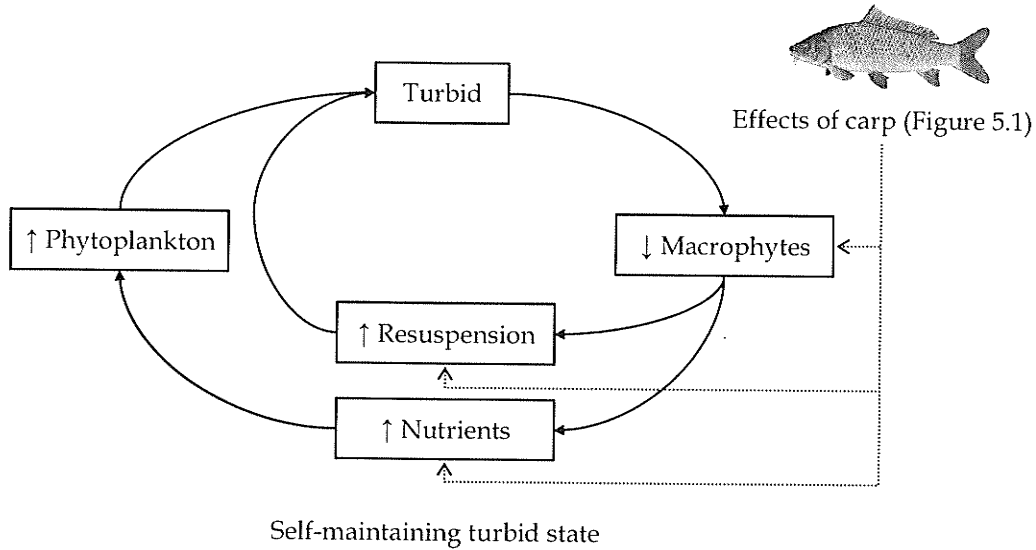 Turbid
Effects of carp (Figure 5.1)
↑ Phytoplankton
↓ Macrophytes
↑ Resuspension
↑ Nutrients
Self-maintaining turbid state